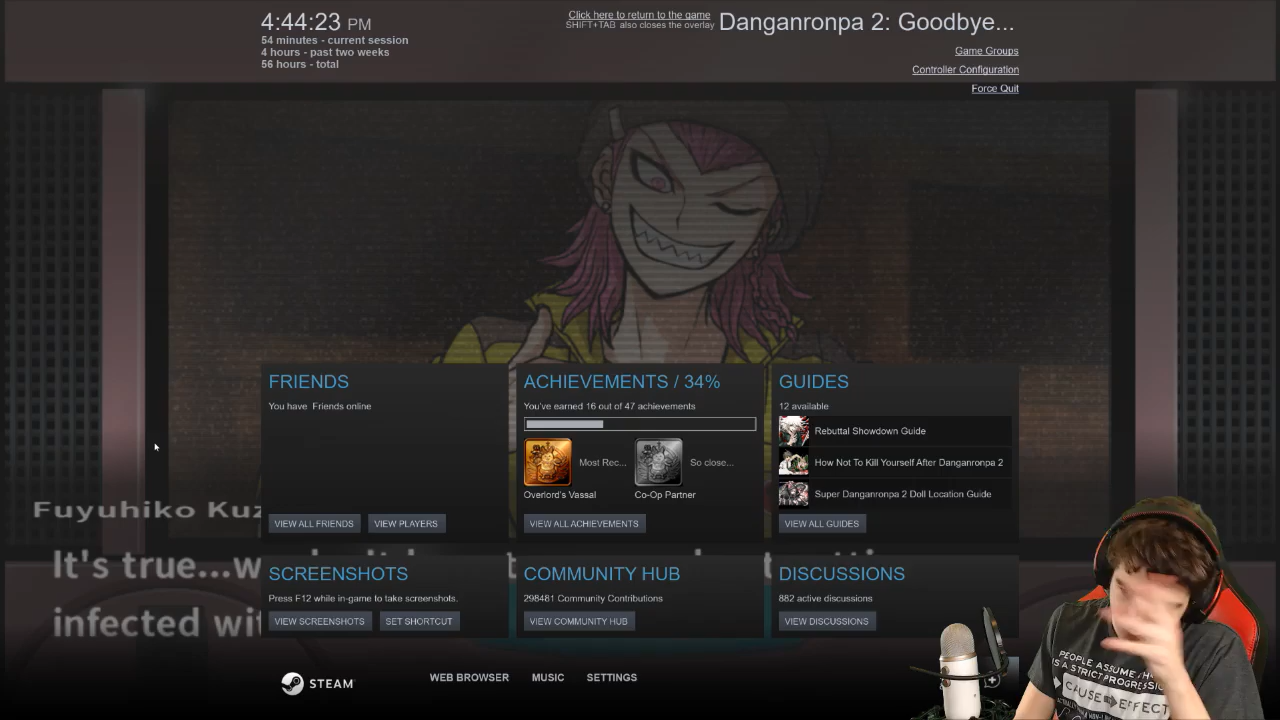 4:44:23 PM
54 minutes - current session
4 hours - past two weeks
56 hours - total
Click here to return to the game
SHIFT+TAB also closes the overlay
Danganronpa 2: Goodbye...
Game Groups
Controller Configuration
Force Quit
FRIENDS
You have Friends online
VIEW ALL FRIENDS
VIEW PLAYERS
ACHIEVEMENTS / 34%
You've earned 16 out of 47 achievements
Most Rec...
So close...
Overlord's Vassal
Co-Op Partner
VIEW ALL ACHIEVEMENTS
GUIDES
12 available
Rebuttal Showdown Guide
How Not To Kill Yourself After Danganronpa 2
Super Danganronpa 2 Doll Location Guide
VIEW ALL GUIDES
Fuyuhiko Kuz
It's true...w
infected wit
SCREENSHOTS
Press F12 while in-game to take screenshots.
VIEW SCREENSHOTS
SET SHORTCUT
COMMUNITY HUB
298481 Community Contributions
VIEW COMMUNITY HUB
DISCUSSIONS
882 active discussions
VIEW DISCUSSIONS
STEAM
WEB BROWSER
MUSIC
SETTINGS
PEOPLE ASSUME
IS A STRICT PROGRESSIO
CAUSE EFFECT